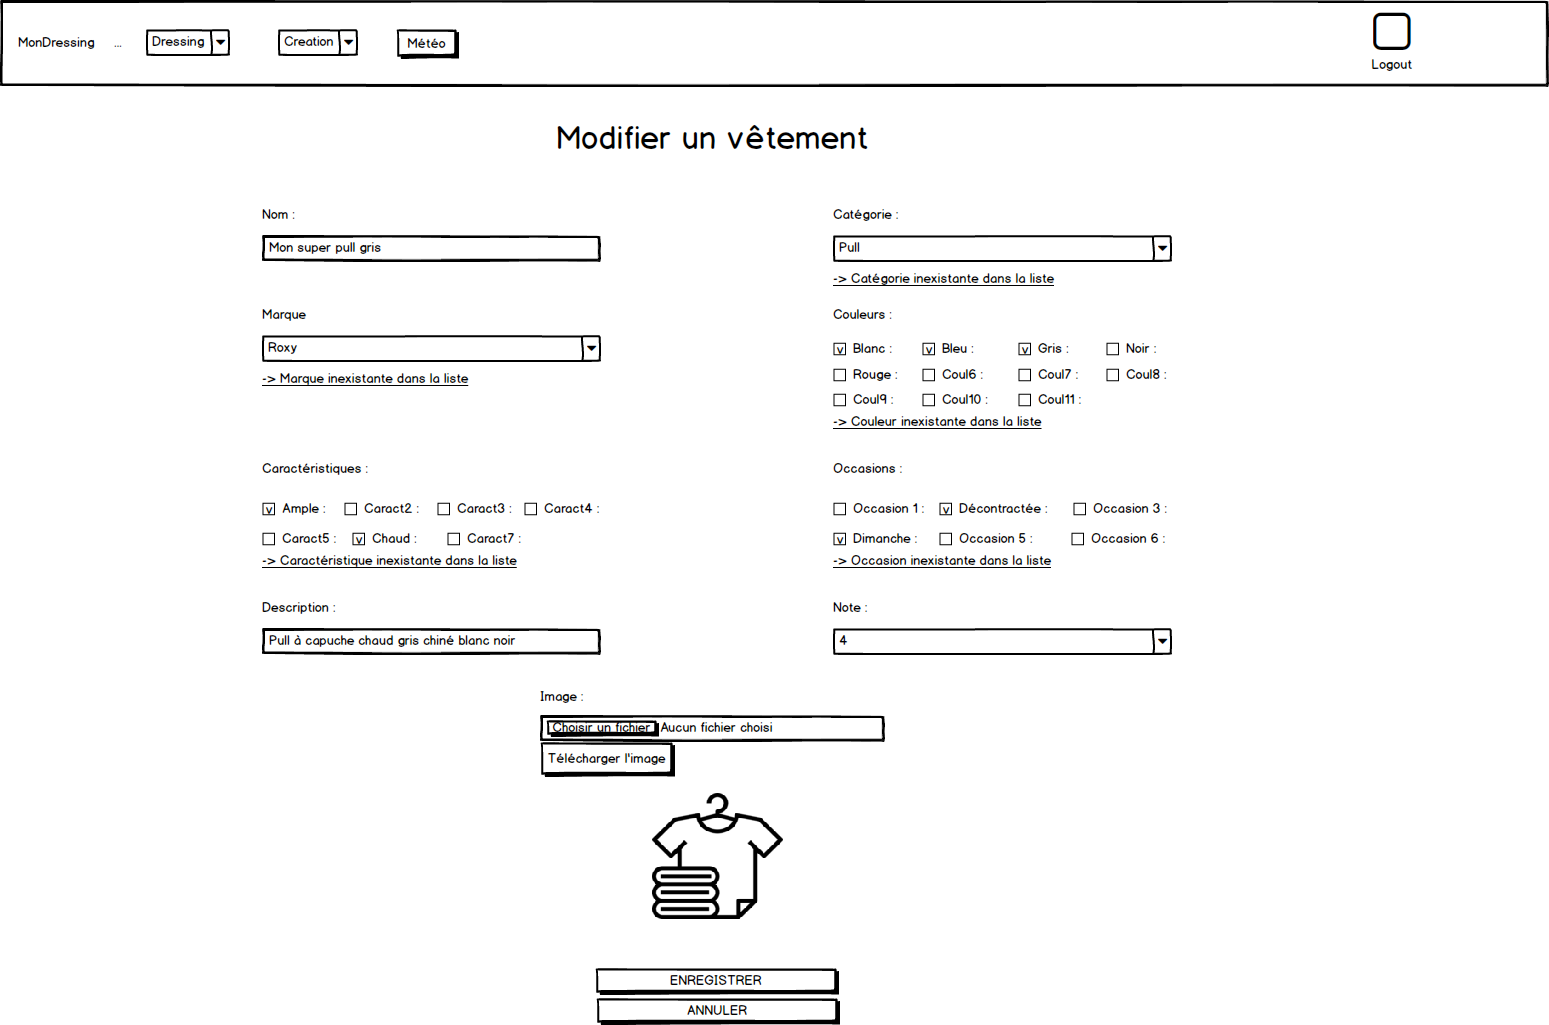 MonDressing ... Dressing Creation Météo
Logout
Modifier un vêtement
Nom :
Mon super pull gris
Catégorie :
Pull
-> Catégorie inexistante dans la liste
Marque
Roxy
-> Marque inexistante dans la liste
Couleurs :
v Blanc : v Bleu : v Gris : Noir :
Rouge : Coul6 : Coul7 : Coul8 :
Coul9 : Coul10 : Coul11 :
-> Couleur inexistante dans la liste
Caractéristiques :
v Ample : Caract2 : Caract3 : Caract4 :
Caract5 : v Chaud : Caract7 :
-> Caractéristique inexistante dans la liste
Occasions :
Occasion 1 : v Décontractée : Occasion 3 :
v Dimanche : Occasion 5 : Occasion 6 :
-> Occasion inexistante dans la liste
Description :
Pull à capuche chaud gris chiné blanc noir
Note :
4
Image :
Choisir un fichier Aucun fichier choisi
Télécharger l'image
ENREGISTRER
ANNULER